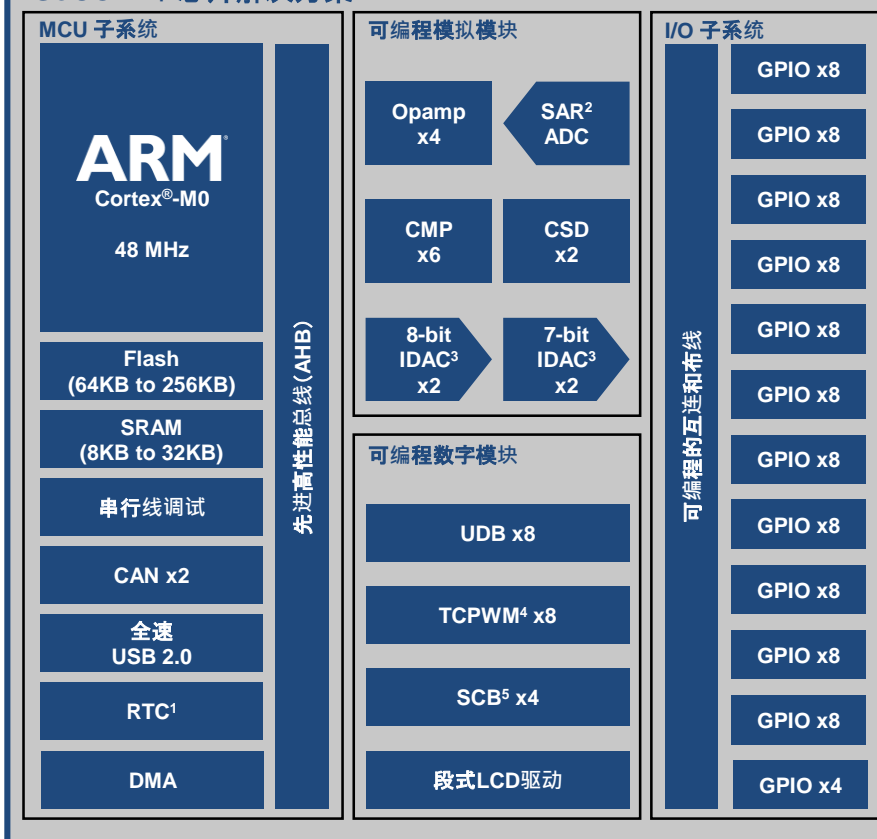 MCU 子系统
ARM®
Cortex®-M0
48 MHz
Flash
(64KB to 256KB)
SRAM
(8KB to 32KB)
串行线调试
CAN x2
全速
USB 2.0
RTC¹
DMA
先进高性能总线(AHB)
可编程模拟模块
Opamp
x4
SAR²
ADC
CMP
x6
CSD
x2
8-bit
IDAC³
x2
7-bit
IDAC³
x2
可编程数字模块
UDB x8
TCPWM⁴ x8
SCB⁵ x4
段式LCD驱动
I/O 子系统
可编程的互连和布线
GPIO x8
GPIO x8
GPIO x8
GPIO x8
GPIO x8
GPIO x8
GPIO x8
GPIO x8
GPIO x8
GPIO x8
GPIO x8
GPIO x4